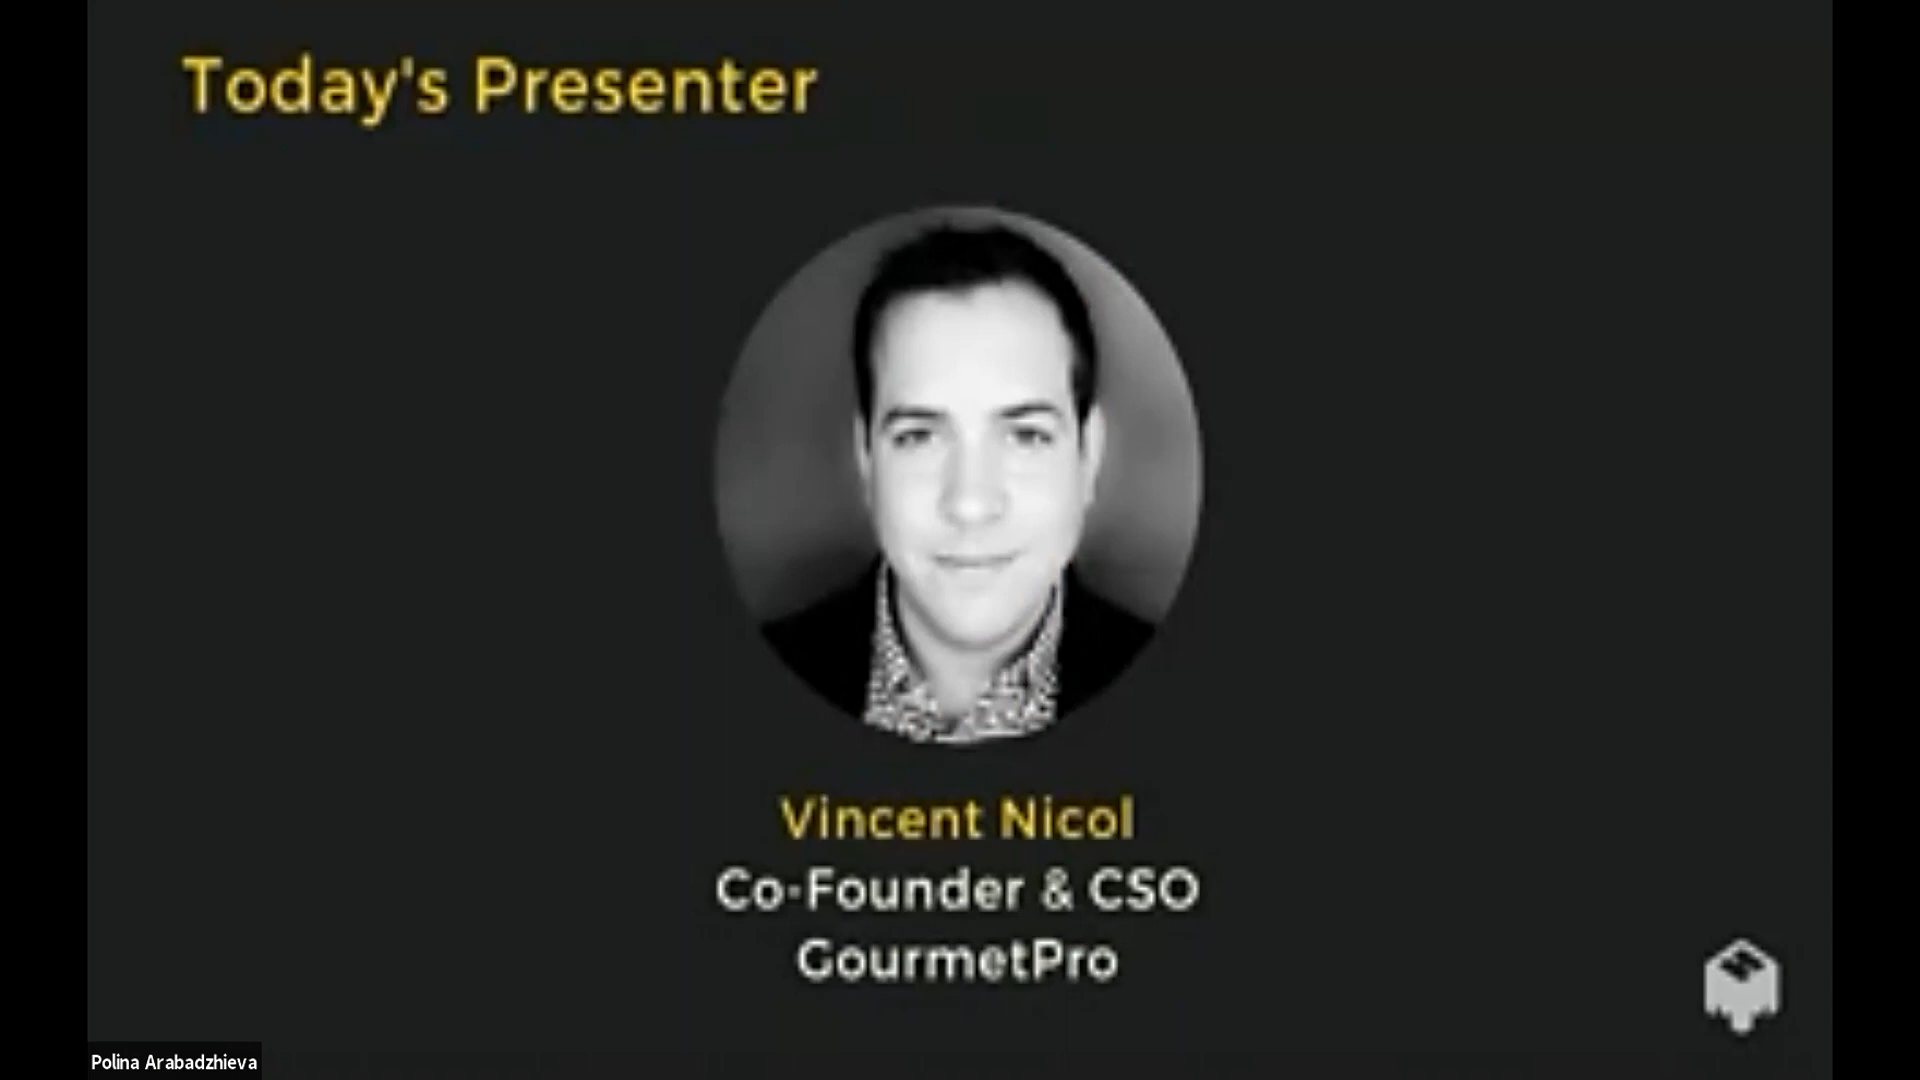 Today's Presenter
Vincent Nicol
Co-Founder & CSO
GourmetPro
Polina Arabadzhieva